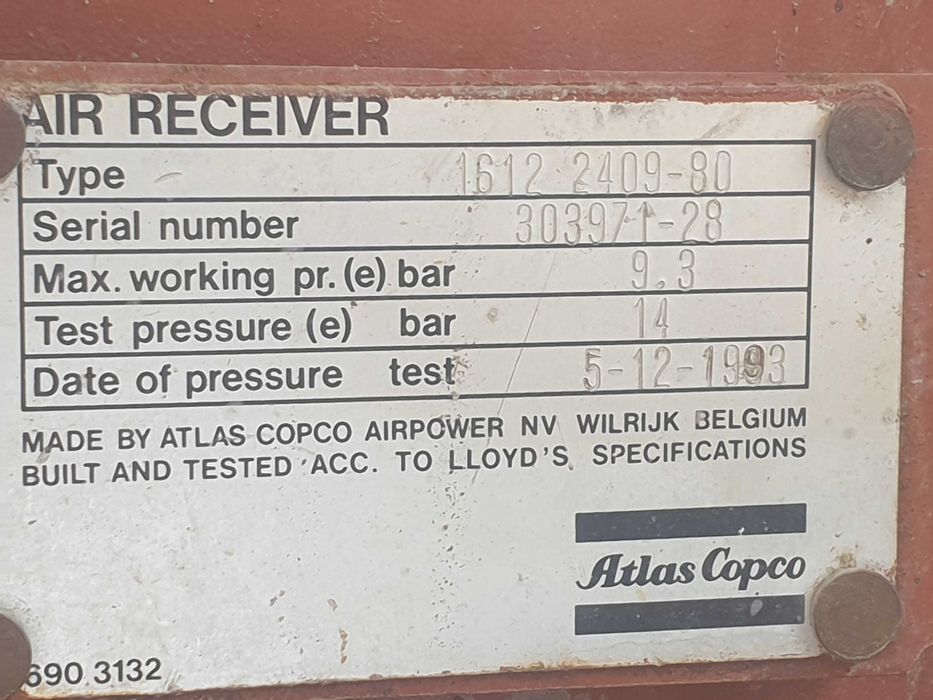 AIR RECEIVER
Type 1612 2409-80
Serial number 303971-28
Max. working pr. (e) bar 9.3
Test pressure (e) bar 14
Date of pressure test 5-12-1993
MADE BY ATLAS COPCO AIRPOWER NV WILRIJK BELGIUM
BUILT AND TESTED ACC. TO LLOYD'S SPECIFICATIONS
Atlas Copco
690 3132